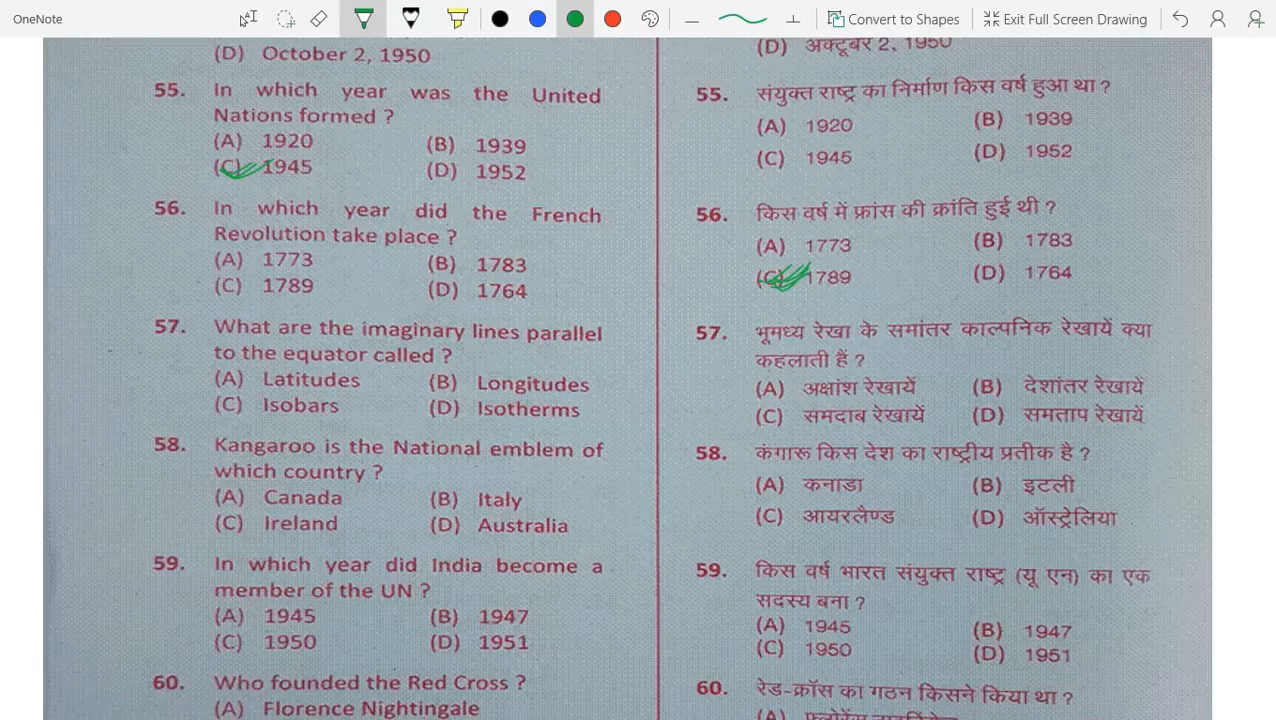 OneNote
Convert to Shapes
Exit Full Screen Drawing
(D) October 2, 1950
55. In which year was the United
Nations formed ?
(A) 1920 (B) 1939
(C) 1945 (D) 1952
56. In which year did the French
Revolution take place ?
(A) 1773 (B) 1783
(C) 1789 (D) 1764
57. What are the imaginary lines parallel
to the equator called ?
(A) Latitudes (B) Longitudes
(C) Isobars (D) Isotherms
58. Kangaroo is the National emblem of
which country ?
(A) Canada (B) Italy
(C) Ireland (D) Australia
59. In which year did India become a
member of the UN ?
(A) 1945 (B) 1947
(C) 1950 (D) 1951
60. Who founded the Red Cross ?
(A) Florence Nightingale
(D) अक्टूबर 2, 1950
55. संयुक्त राष्ट्र का निर्माण किस वर्ष हुआ था ?
(A) 1920 (B) 1939
(C) 1945 (D) 1952
56. किस वर्ष में फ्रांस की क्रांति हुई थी ?
(A) 1773 (B) 1783
(C) 1789 (D) 1764
57. भूमध्य रेखा के समांतर काल्पनिक रेखायें क्या
कहलाती हैं ?
(A) अक्षांश रेखायें (B) देशांतर रेखायें
(C) समदाब रेखायें (D) समताप रेखायें
58. कंगारू किस देश का राष्ट्रीय प्रतीक है ?
(A) कनाडा (B) इटली
(C) आयरलैण्ड (D) ऑस्ट्रेलिया
59. किस वर्ष भारत संयुक्त राष्ट्र (यू एन) का एक
सदस्य बना ?
(A) 1945 (B) 1947
(C) 1950 (D) 1951
60. रेड-क्रॉस का गठन किसने किया था ?
(A)